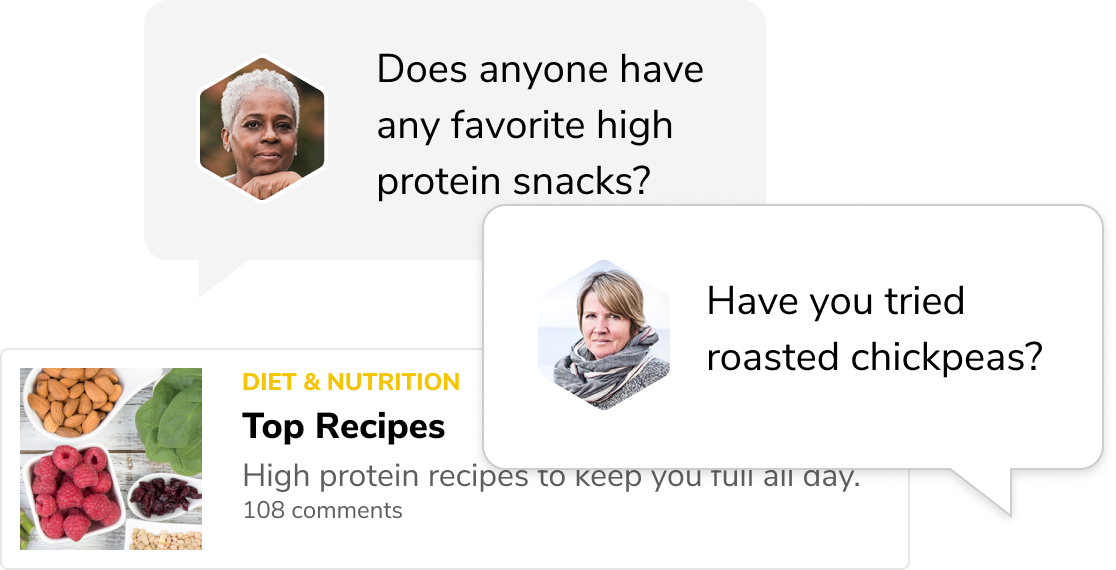 Does anyone have
any favorite high
protein snacks?
Have you tried
roasted chickpeas?
DIET & NUTRITION
Top Recipes
High protein recipes to keep you full all day.
108 comments